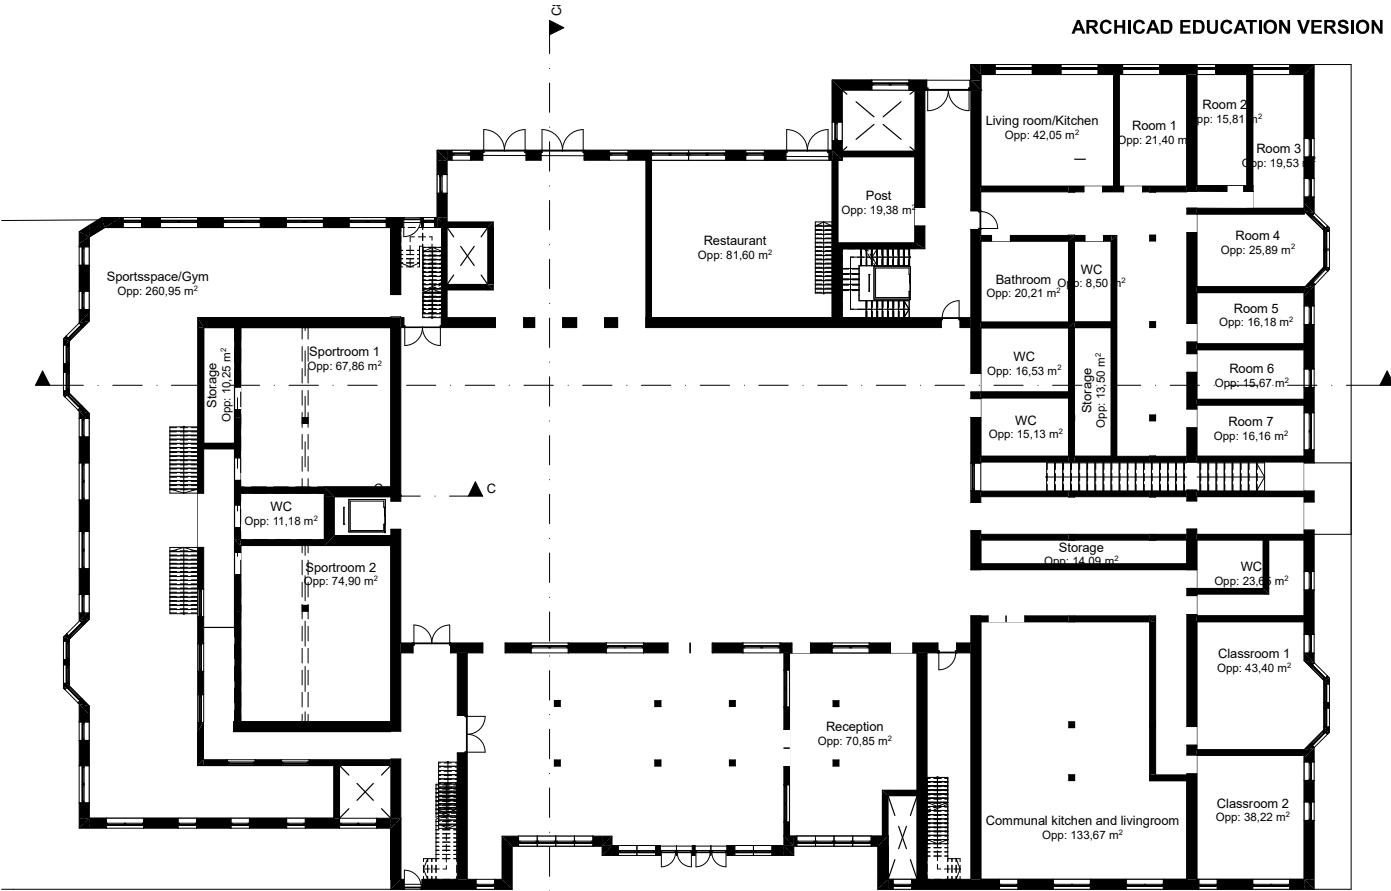 ARCHICAD EDUCATION VERSION
Living room/Kitchen
Opp: 42,05 m²
Room 1
Opp: 21,40 m
Room 2
pp: 15,81 m²
Room 3
Opp: 19,53 m
Post
Opp: 19,38 m²
Restaurant
Opp: 81,60 m²
Room 4
Opp: 25,89 m²
Sportsspace/Gym
Opp: 260,95 m²
Bathroom
Opp: 20,21 m²
WC
Opp: 8,50 m²
Room 5
Opp: 16,18 m²
Storage
Opp: 10,25 m²
Sportroom 1
Opp: 67,86 m²
WC
Opp: 16,53 m²
Storage
Opp: 13,50 m²
Room 6
Opp: 15,67 m²
WC
Opp: 15,13 m²
Room 7
Opp: 16,16 m²
C
WC
Opp: 11,18 m²
Storage
Opp: 14,09 m²
Sportroom 2
Opp: 74,90 m²
WC
Opp: 23,65 m²
Classroom 1
Opp: 43,40 m²
Reception
Opp: 70,85 m²
Communal kitchen and livingroom
Opp: 133,67 m²
Classroom 2
Opp: 38,22 m²